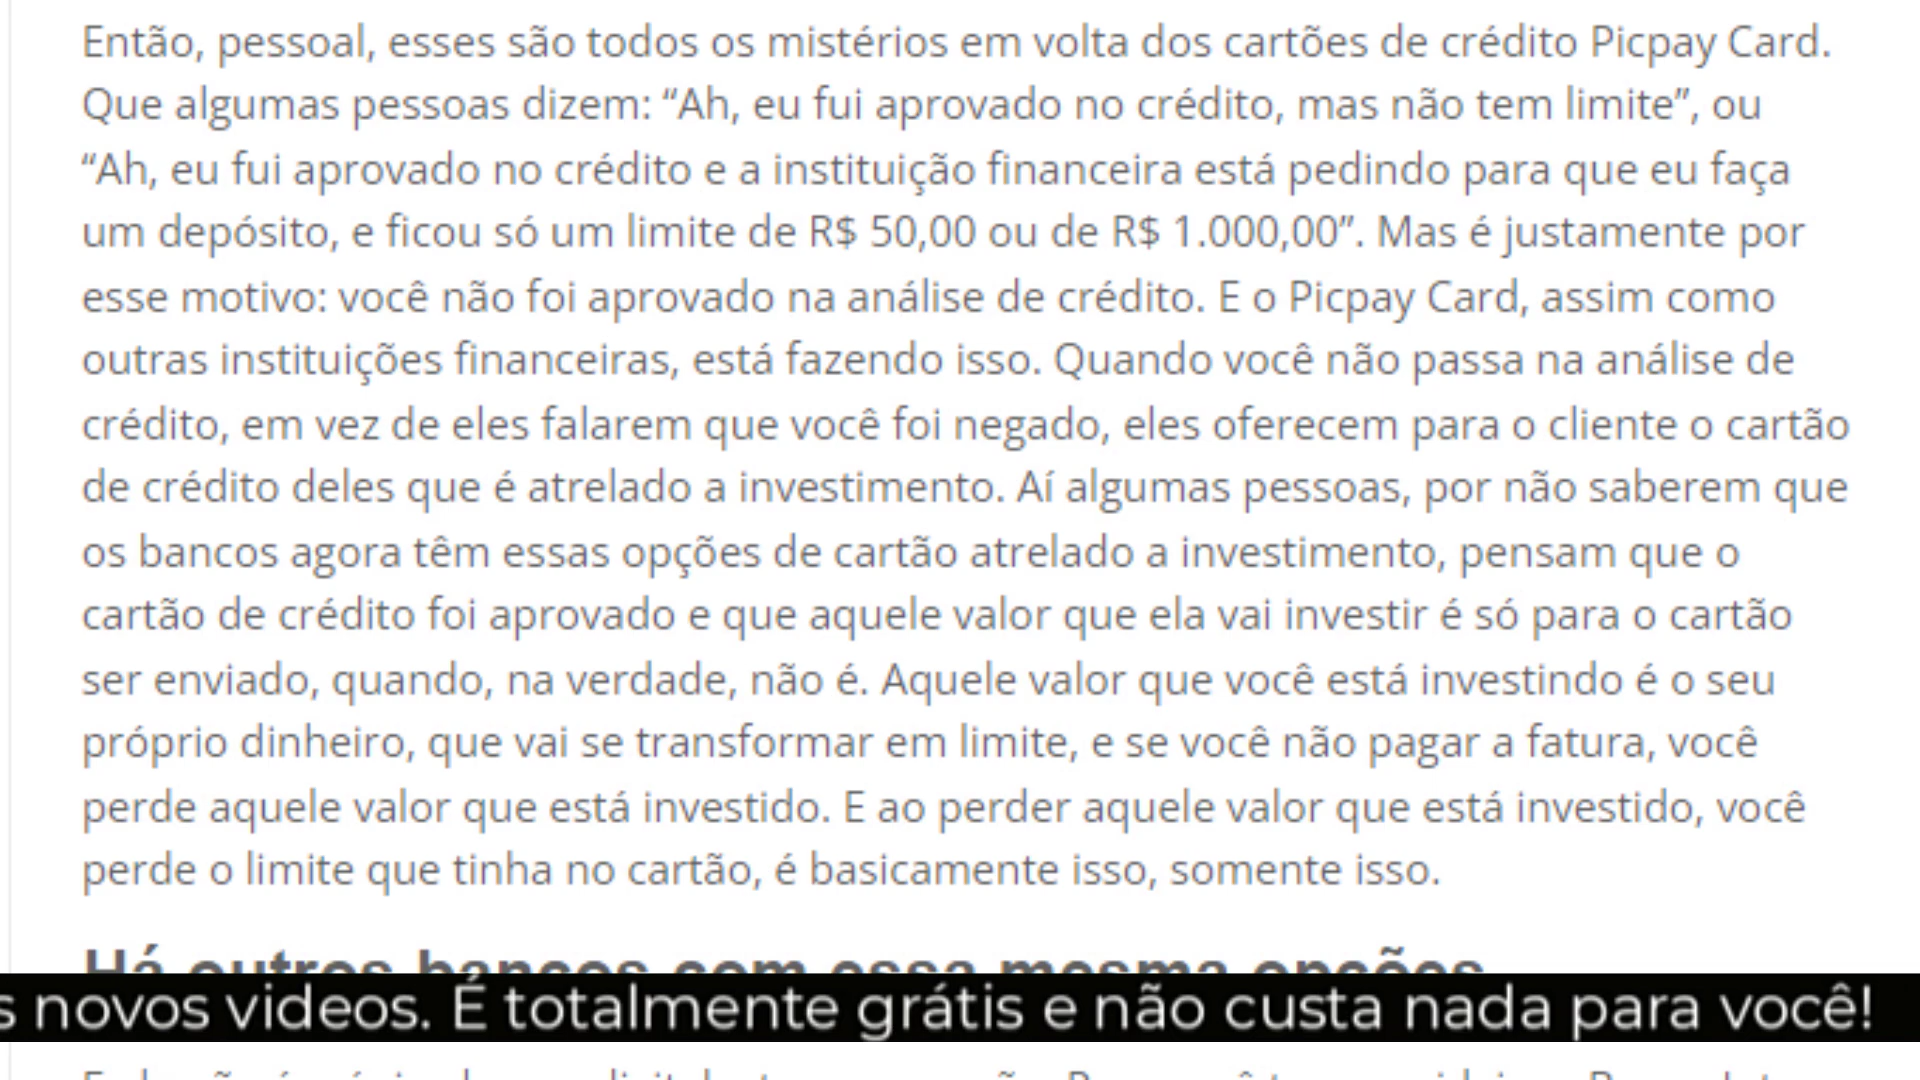 Então, pessoal, esses são todos os mistérios em volta dos cartões de crédito Picpay Card.
Que algumas pessoas dizem: “Ah, eu fui aprovado no crédito, mas não tem limite”, ou
“Ah, eu fui aprovado no crédito e a instituição financeira está pedindo para que eu faça
um depósito, e ficou só um limite de R$ 50,00 ou de R$ 1.000,00”. Mas é justamente por
esse motivo: você não foi aprovado na análise de crédito. E o Picpay Card, assim como
outras instituições financeiras, está fazendo isso. Quando você não passa na análise de
crédito, em vez de eles falarem que você foi negado, eles oferecem para o cliente o cartão
de crédito deles que é atrelado a investimento. Aí algumas pessoas, por não saberem que
os bancos agora têm essas opções de cartão atrelado a investimento, pensam que o
cartão de crédito foi aprovado e que aquele valor que ela vai investir é só para o cartão
ser enviado, quando, na verdade, não é. Aquele valor que você está investindo é o seu
próprio dinheiro, que vai se transformar em limite, e se você não pagar a fatura, você
perde aquele valor que está investido. E ao perder aquele valor que está investido, você
perde o limite que tinha no cartão, é basicamente isso, somente isso.
Há outros bancos com essa mesma opções
s novos videos. É totalmente grátis e não custa nada para você!